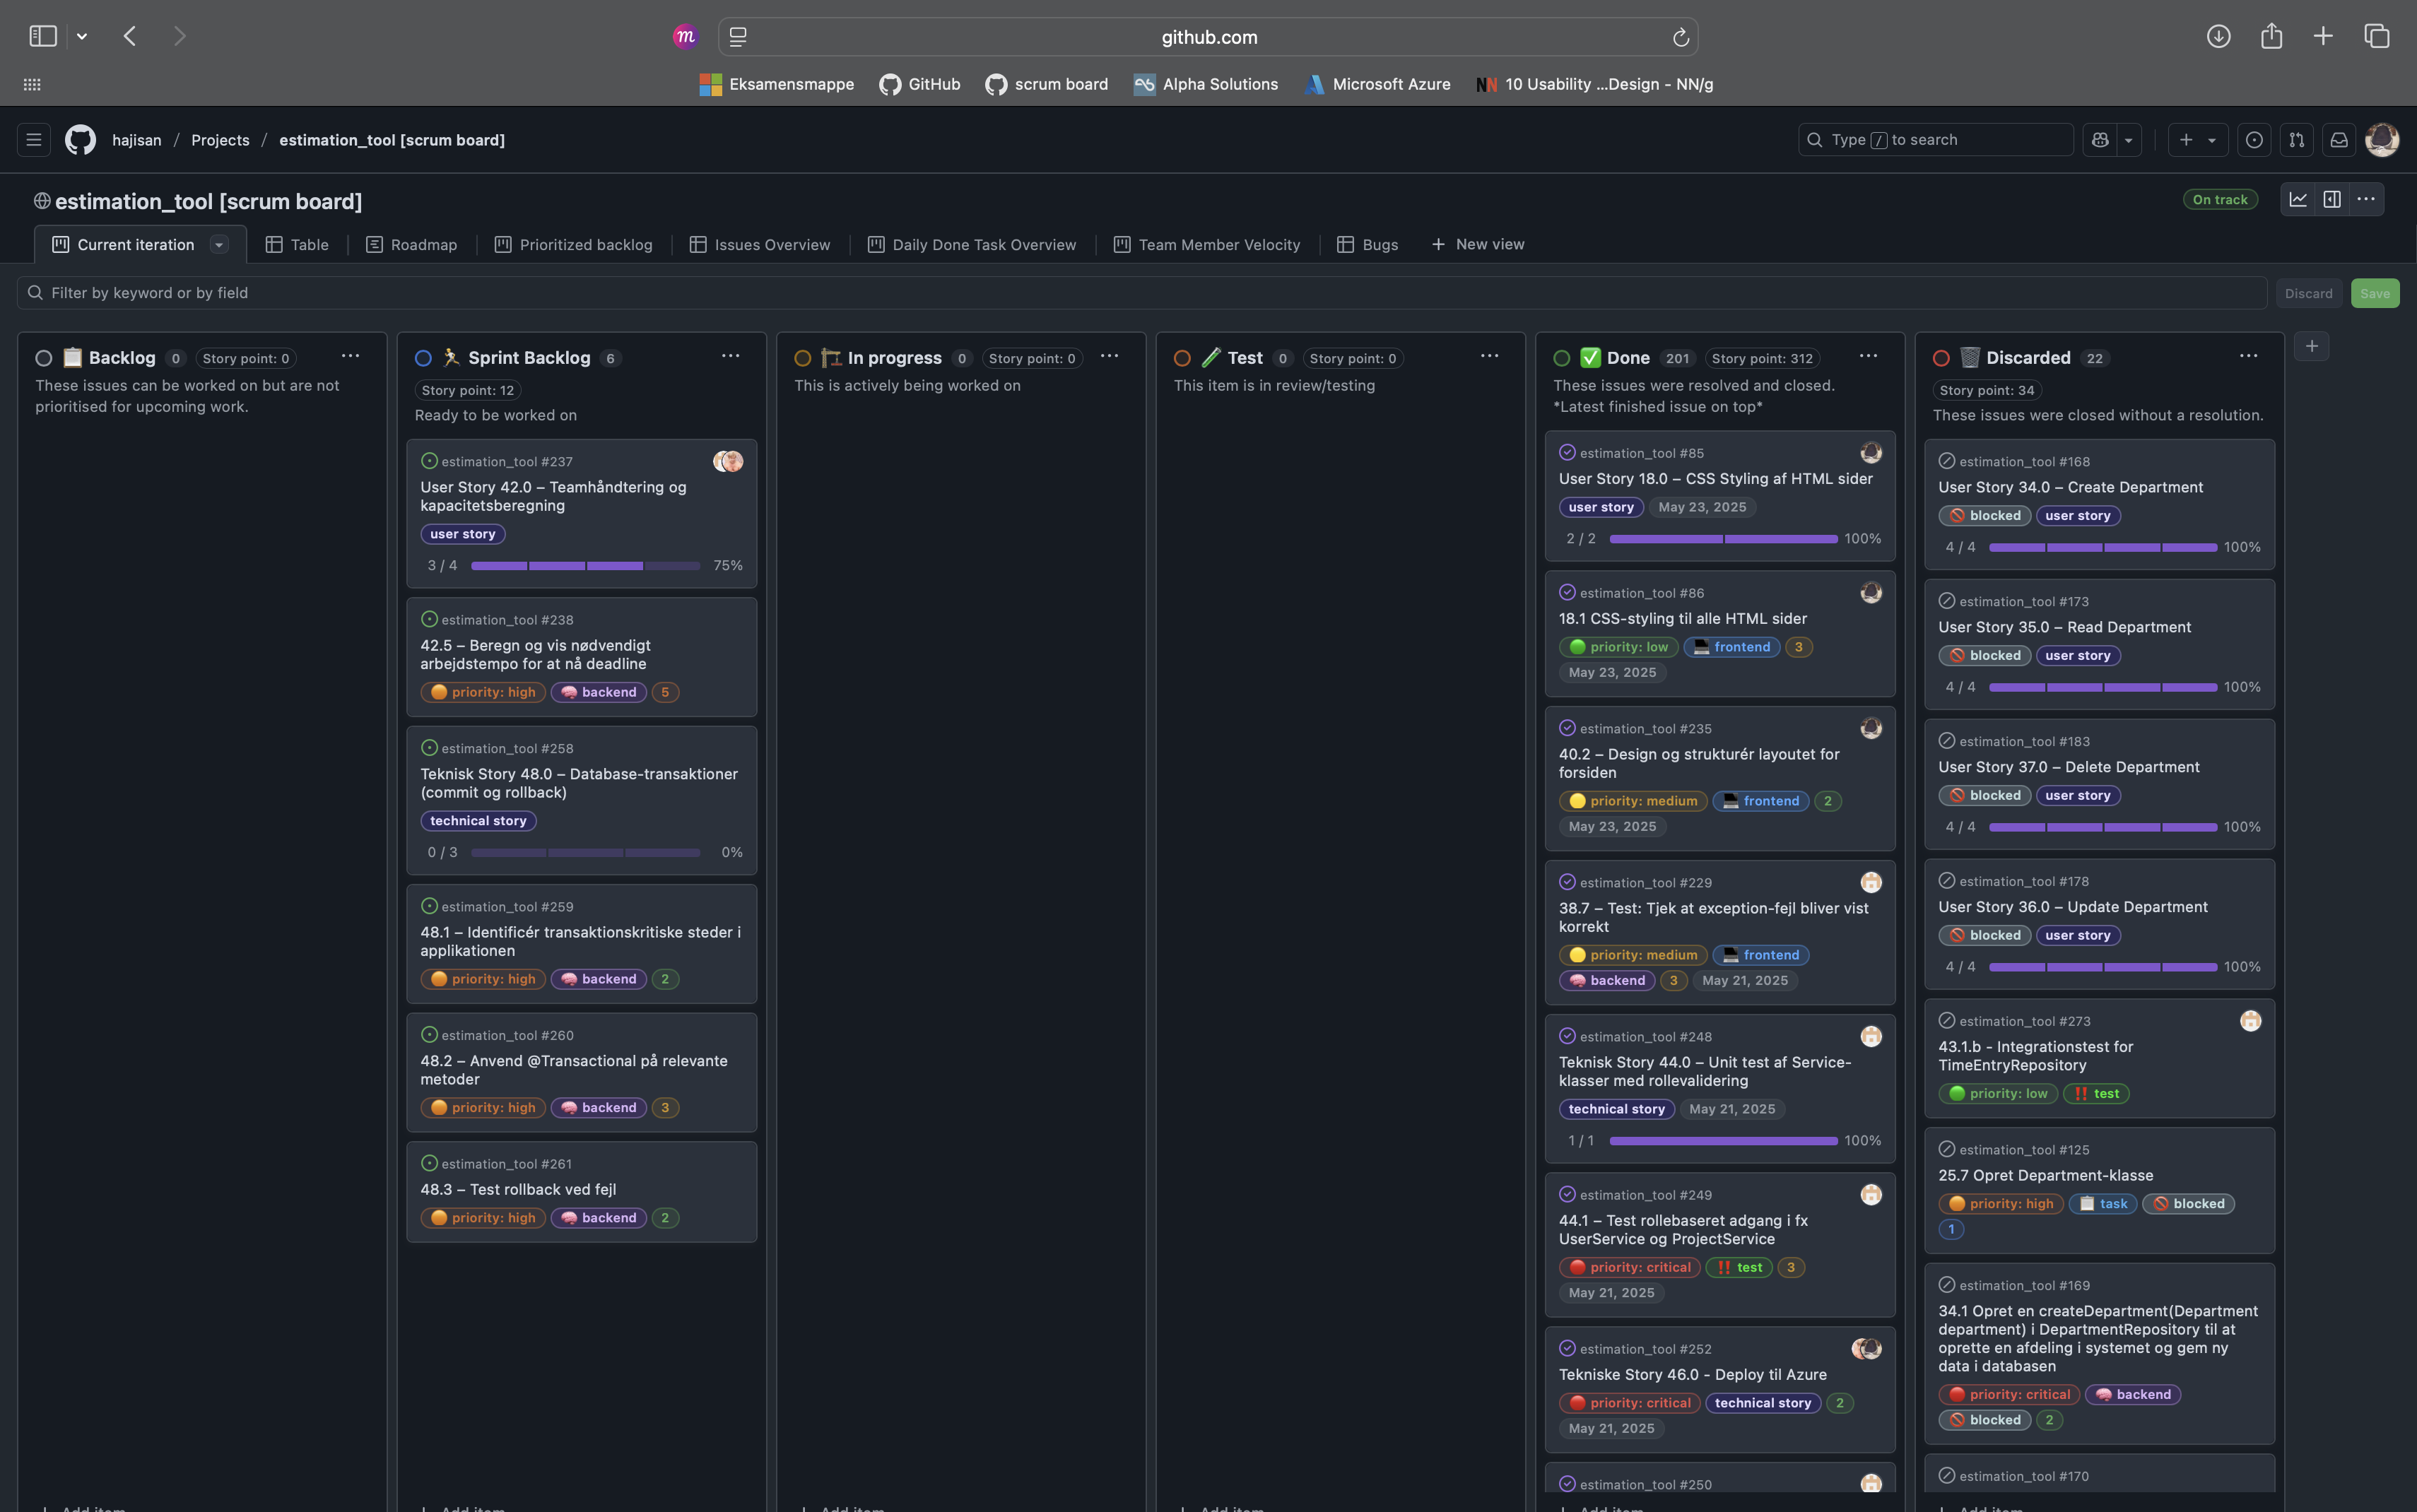 github.com
Eksamensmappe
GitHub
scrum board
Alpha Solutions
Microsoft Azure
10 Usability ...Design - NN/g
hajisan / Projects / estimation_tool [scrum board]
Type / to search
estimation_tool [scrum board]
On track
Current iteration
Table
Roadmap
Prioritized backlog
Issues Overview
Daily Done Task Overview
Team Member Velocity
Bugs
New view
Filter by keyword or by field
Discard
Save
Backlog 0 Story point: 0
These issues can be worked on but are not
prioritised for upcoming work.
Sprint Backlog 6
Story point: 12
Ready to be worked on
estimation_tool #237
User Story 42.0 – Teamhåndtering og
kapacitetsberegning
user story
3 / 4 75%
estimation_tool #238
42.5 – Beregn og vis nødvendigt
arbejdstempo for at nå deadline
priority: high backend 5
estimation_tool #258
Teknisk Story 48.0 – Database-transaktioner
(commit og rollback)
technical story
0 / 3 0%
estimation_tool #259
48.1 – Identificér transaktionskritiske steder i
applikationen
priority: high backend 2
estimation_tool #260
48.2 – Anvend @Transactional på relevante
metoder
priority: high backend 3
estimation_tool #261
48.3 – Test rollback ved fejl
priority: high backend 2
In progress 0 Story point: 0
This is actively being worked on
Test 0 Story point: 0
This item is in review/testing
Done 201 Story point: 312
These issues were resolved and closed.
*Latest finished issue on top*
estimation_tool #85
User Story 18.0 – CSS Styling af HTML sider
user story May 23, 2025
2 / 2 100%
estimation_tool #86
18.1 CSS-styling til alle HTML sider
priority: low frontend 3
May 23, 2025
estimation_tool #235
40.2 – Design og strukturér layoutet for
forsiden
priority: medium frontend 2
May 23, 2025
estimation_tool #229
38.7 – Test: Tjek at exception-fejl bliver vist
korrekt
priority: medium frontend
backend 3 May 21, 2025
estimation_tool #248
Teknisk Story 44.0 – Unit test af Service-
klasser med rollevalidering
technical story May 21, 2025
1 / 1 100%
estimation_tool #249
44.1 – Test rollebaseret adgang i fx
UserService og ProjectService
priority: critical test 3
May 21, 2025
estimation_tool #252
Tekniske Story 46.0 - Deploy til Azure
priority: critical technical story 2
May 21, 2025
estimation_tool #250
Discarded 22
Story point: 34
These issues were closed without a resolution.
estimation_tool #168
User Story 34.0 – Create Department
blocked user story
4 / 4 100%
estimation_tool #173
User Story 35.0 – Read Department
blocked user story
4 / 4 100%
estimation_tool #183
User Story 37.0 – Delete Department
blocked user story
4 / 4 100%
estimation_tool #178
User Story 36.0 – Update Department
blocked user story
4 / 4 100%
estimation_tool #273
43.1.b - Integrationstest for
TimeEntryRepository
priority: low test
estimation_tool #125
25.7 Opret Department-klasse
priority: high task blocked
1
estimation_tool #169
34.1 Opret en createDepartment(Department
department) i DepartmentRepository til at
oprette en afdeling i systemet og gem ny
data i databasen
priority: critical backend
blocked 2
estimation_tool #170
Add item
Add item
Add item
Add item
Add item
Add item